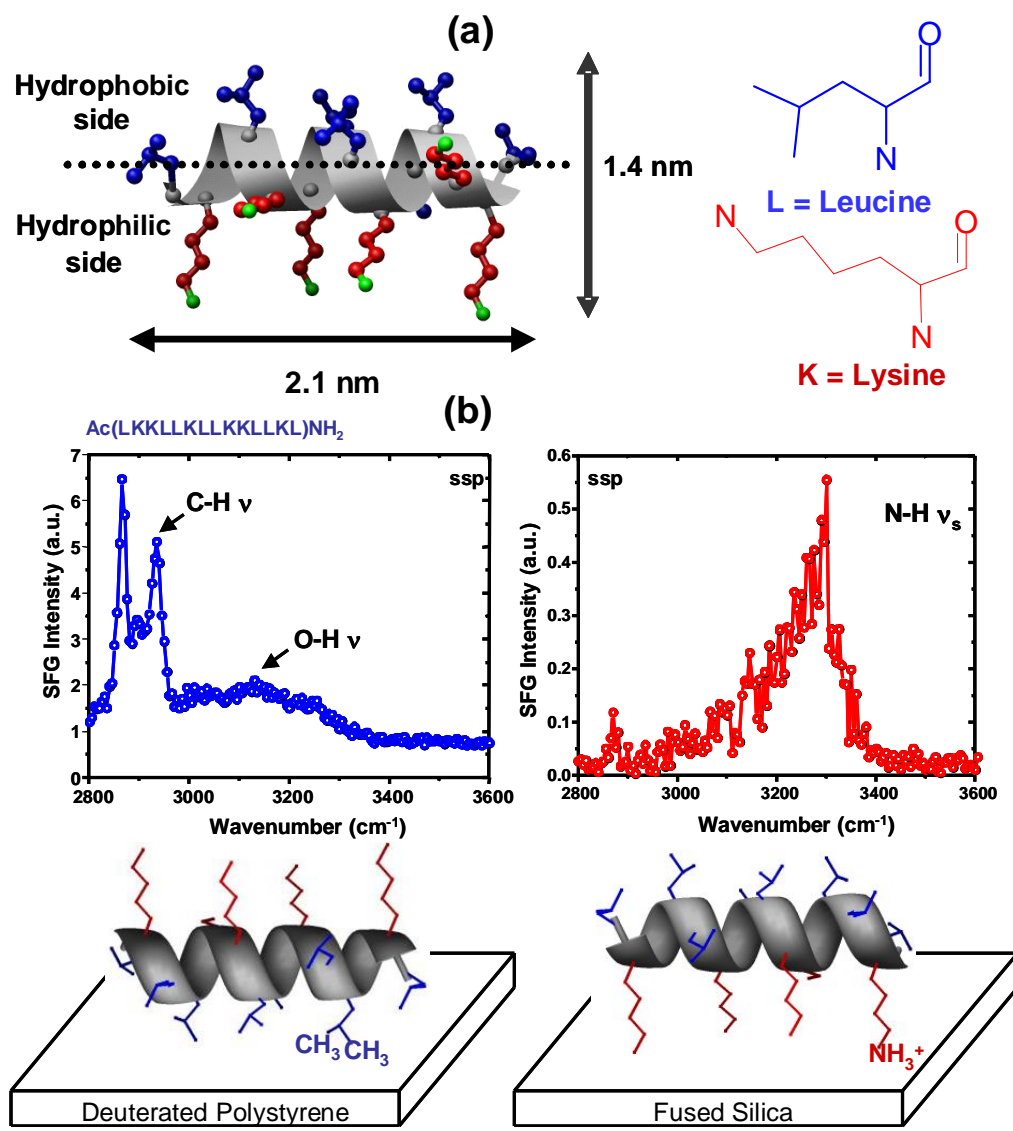 (a)
Hydrophobic
side
Hydrophilic
side
1.4 nm
2.1 nm
O
N
L = Leucine
N
O
N
K = Lysine
(b)
Ac(LKKLLKLLKKLLKL)NH₂
7
6
5
4
3
2
1
0
SFG Intensity (a.u.)
ssp
C-H ν
O-H ν
2800 3000 3200 3400 3600
Wavenumber (cm⁻¹)
0.6
0.5
0.4
0.3
0.2
0.1
0.0
SFG Intensity (a.u.)
ssp
N-H νₛ
2800 3000 3200 3400 3600
Wavenumber (cm⁻¹)
CH₃ CH₃
Deuterated Polystyrene
NH₃⁺
Fused Silica